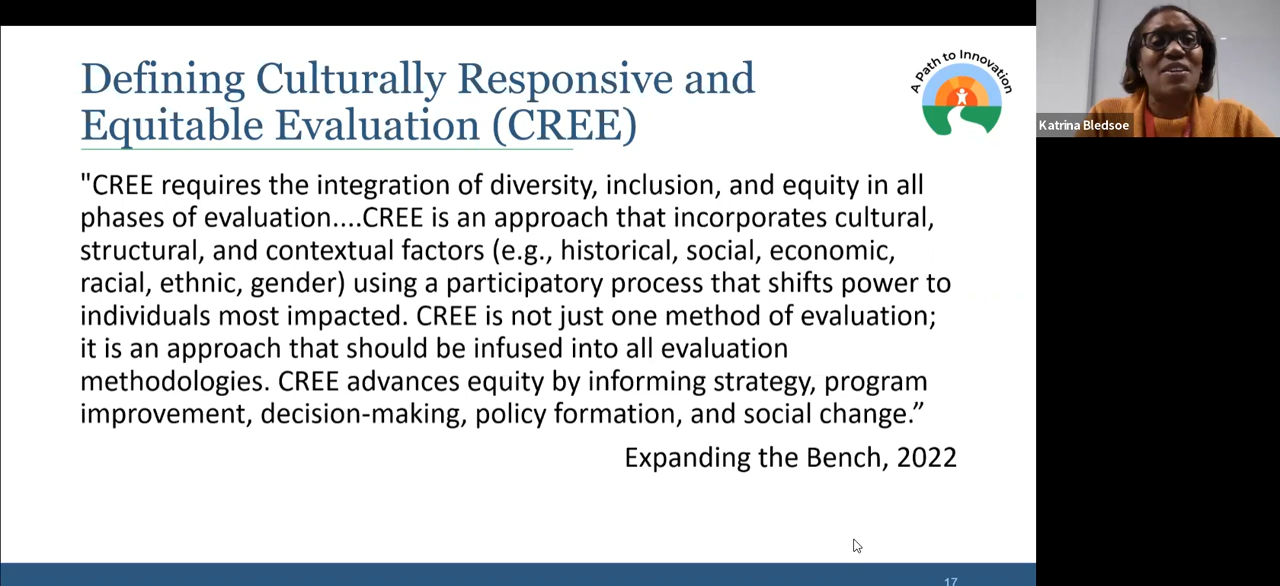 Defining Culturally Responsive and
Equitable Evaluation (CREE)
A Path to Innovation
Katrina Bledsoe
"CREE requires the integration of diversity, inclusion, and equity in all
phases of evaluation....CREE is an approach that incorporates cultural,
structural, and contextual factors (e.g., historical, social, economic,
racial, ethnic, gender) using a participatory process that shifts power to
individuals most impacted. CREE is not just one method of evaluation;
it is an approach that should be infused into all evaluation
methodologies. CREE advances equity by informing strategy, program
improvement, decision-making, policy formation, and social change.”
Expanding the Bench, 2022
17